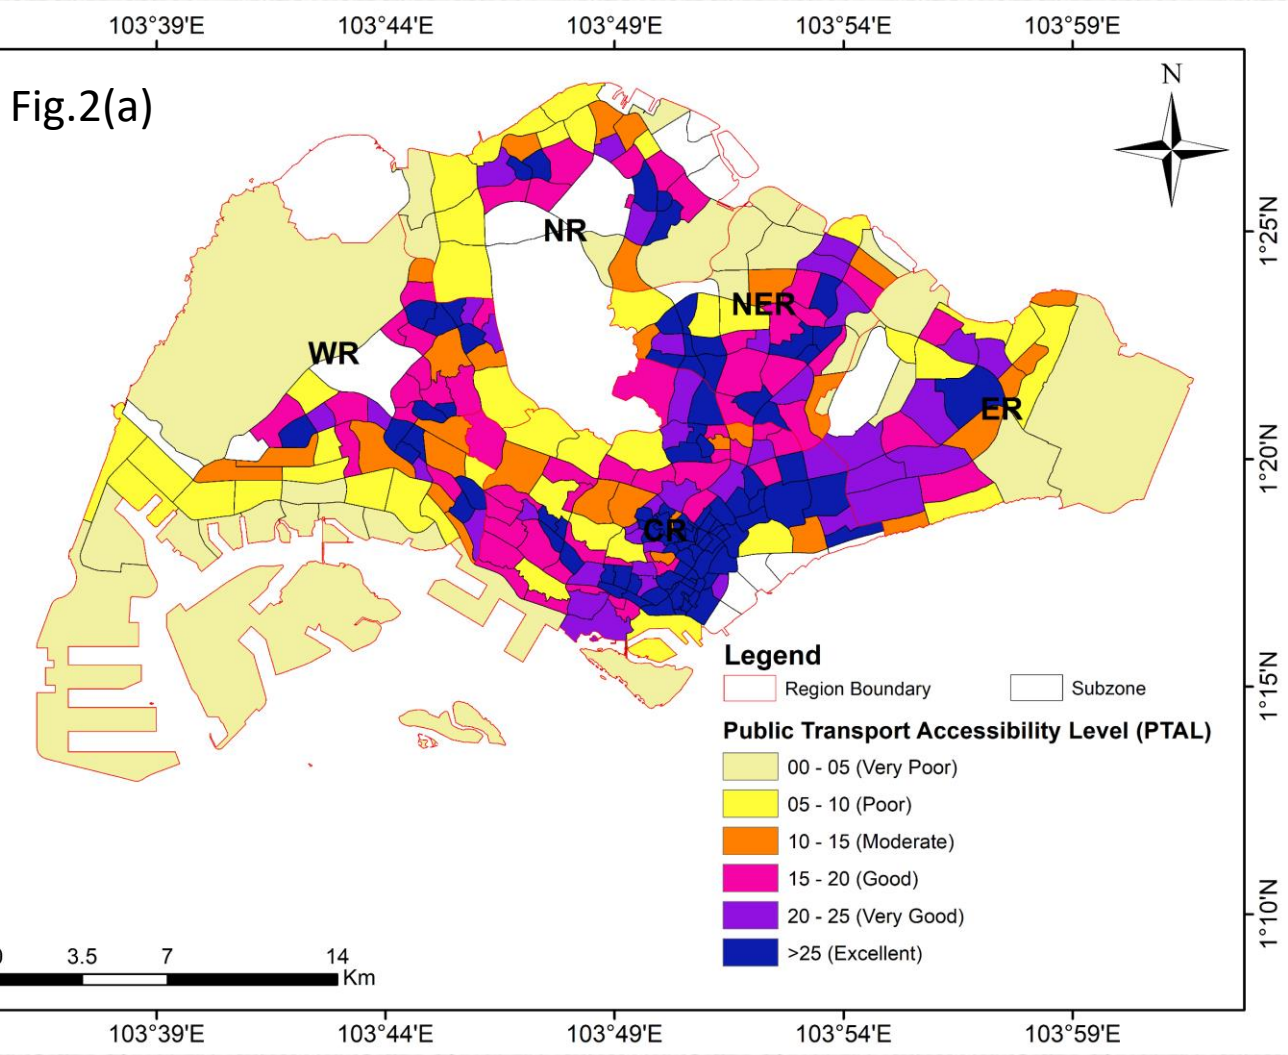 103°39'E 103°44'E 103°49'E 103°54'E 103°59'E
Fig.2(a)
N
1°25'N
NR
NER
WR
ER
1°20'N
CR
1°15'N
Legend
Region Boundary Subzone
Public Transport Accessibility Level (PTAL)
00 - 05 (Very Poor)
05 - 10 (Poor)
10 - 15 (Moderate)
15 - 20 (Good)
20 - 25 (Very Good)
>25 (Excellent)
1°10'N
3.5 7 14
Km
103°39'E 103°44'E 103°49'E 103°54'E 103°59'E